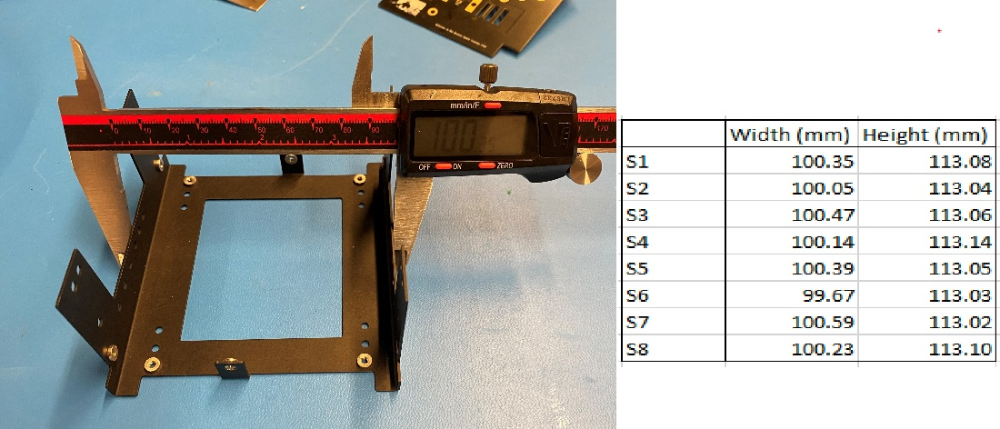 mm/in/F
OFF ON ZERO
0 10 20 30 40 50 60 70 80 90
170
1 2 3
Width (mm) Height (mm)
S1 100.35 113.08
S2 100.05 113.04
S3 100.47 113.06
S4 100.14 113.14
S5 100.39 113.05
S6 99.67 113.03
S7 100.59 113.02
S8 100.23 113.10